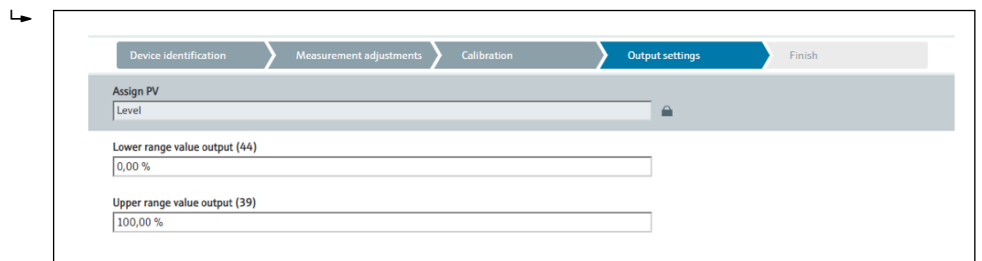 Device identification
Measurement adjustments
Calibration
Output settings
Finish
Assign PV
Level
Lower range value output (44)
0,00 %
Upper range value output (39)
100,00 %